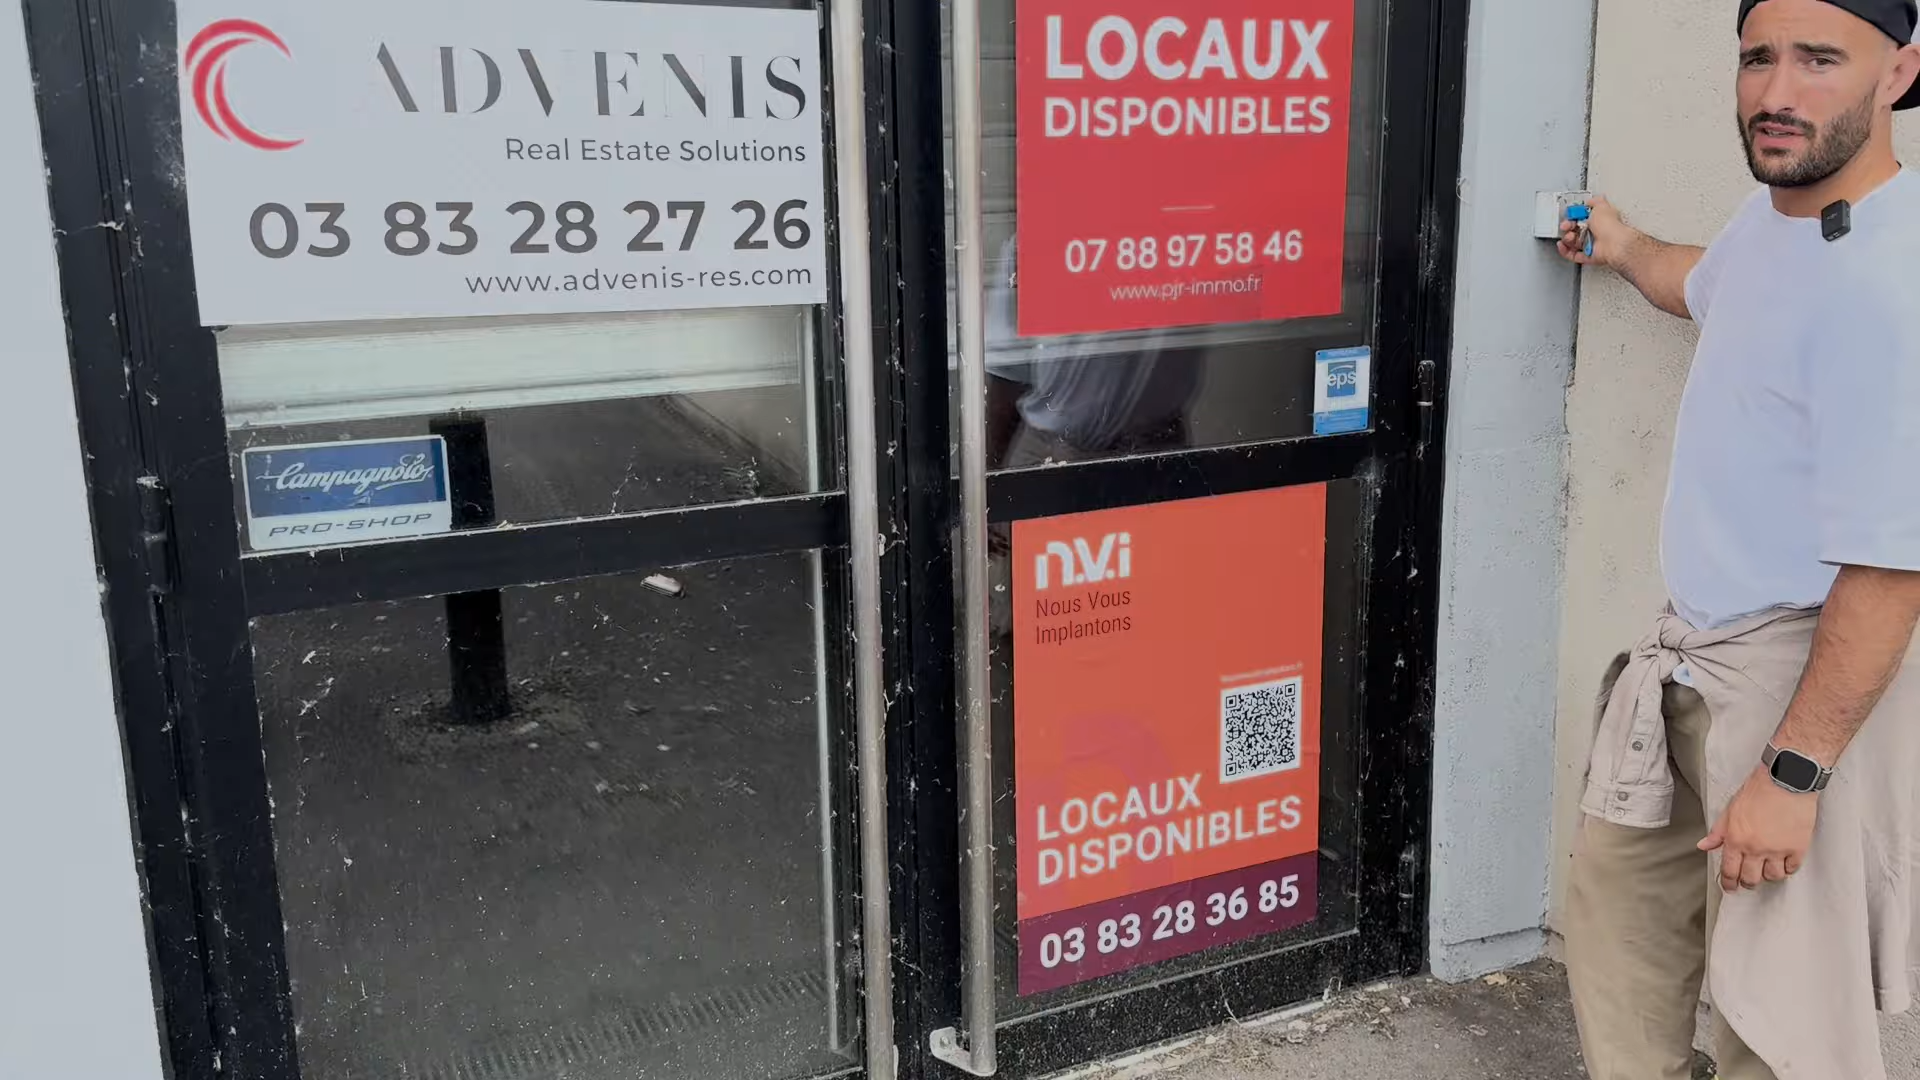 ADVENIS
Real Estate Solutions
03 83 28 27 26
www.advenis-res.com
Campagnolo
PRO-SHOP
LOCAUX
DISPONIBLES
07 88 97 58 46
www.pjr-immo.fr
eps
n.v.i
Nous Vous
Implantons
LOCAUX
DISPONIBLES
03 83 28 36 85